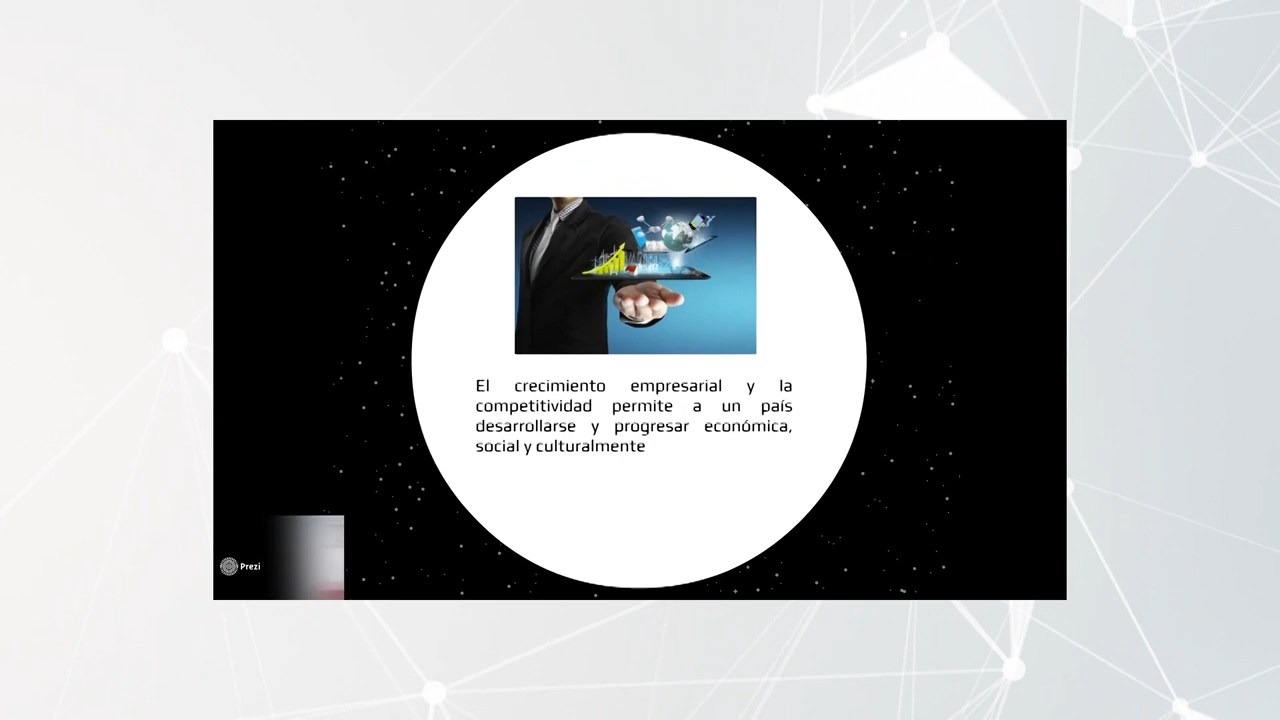 El crecimiento empresarial y la
competitividad permite a un país
desarrollarse y progresar económica,
social y culturalmente
Prezi